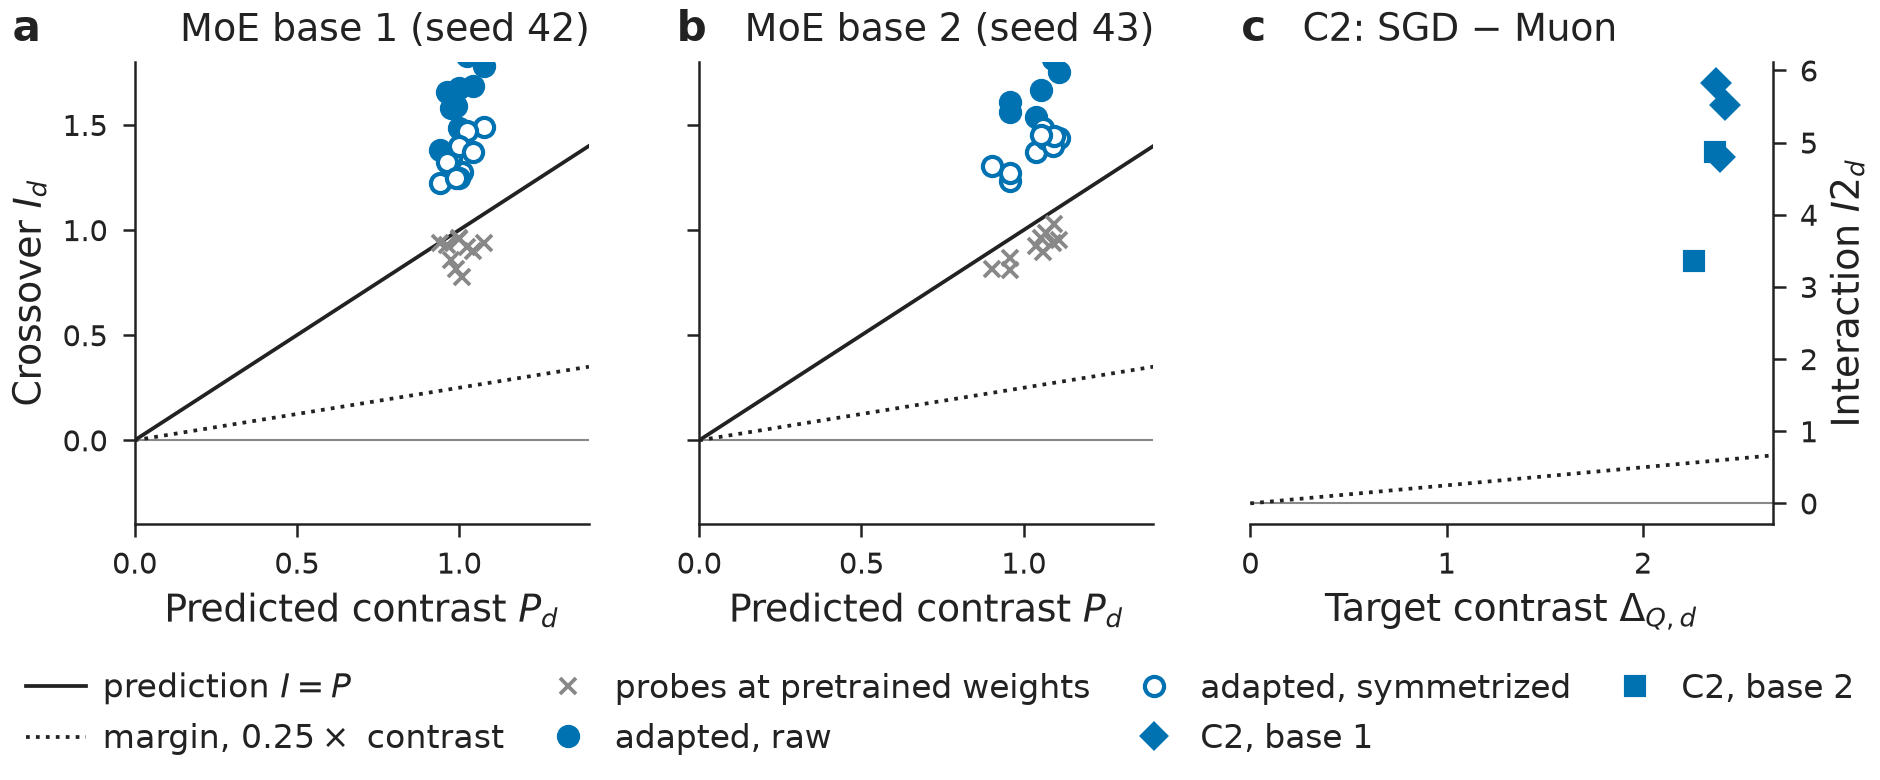 a MoE base 1 (seed 42)
b MoE base 2 (seed 43)
c C2: SGD − Muon
Crossover I_d
1.5
1.0
0.5
0.0
0.0 0.5 1.0
Predicted contrast P_d
0.0 0.5 1.0
Predicted contrast P_d
6
5
4
3
2
1
0
Interaction I2_d
0 1 2
Target contrast Δ_{Q, d}
prediction I = P
margin, 0.25 × contrast
probes at pretrained weights
adapted, raw
adapted, symmetrized
C2, base 1
C2, base 2